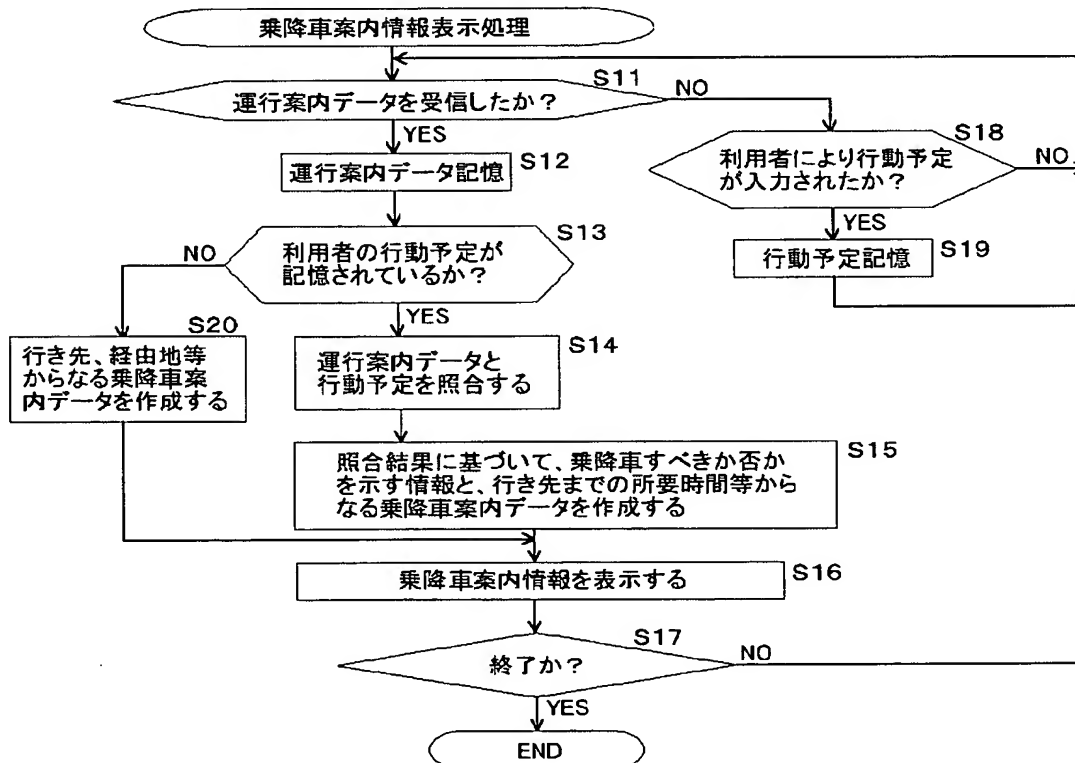 乗降車案内情報表示処理
S11
運行案内データを受信したか?
NO
YES
S12
運行案内データ記憶
S18
利用者により行動予定
が入力されたか?
NO
YES
S19
行動予定記憶
S13
利用者の行動予定が
記憶されているか?
NO
YES
S20
行き先、経由地等
からなる乗降車案
内データを作成する
S14
運行案内データと
行動予定を照合する
S15
照合結果に基づいて、乗降車すべきか否か
を示す情報と、行き先までの所要時間等から
なる乗降車案内データを作成する
S16
乗降車案内情報を表示する
S17
終了か?
NO
YES
END